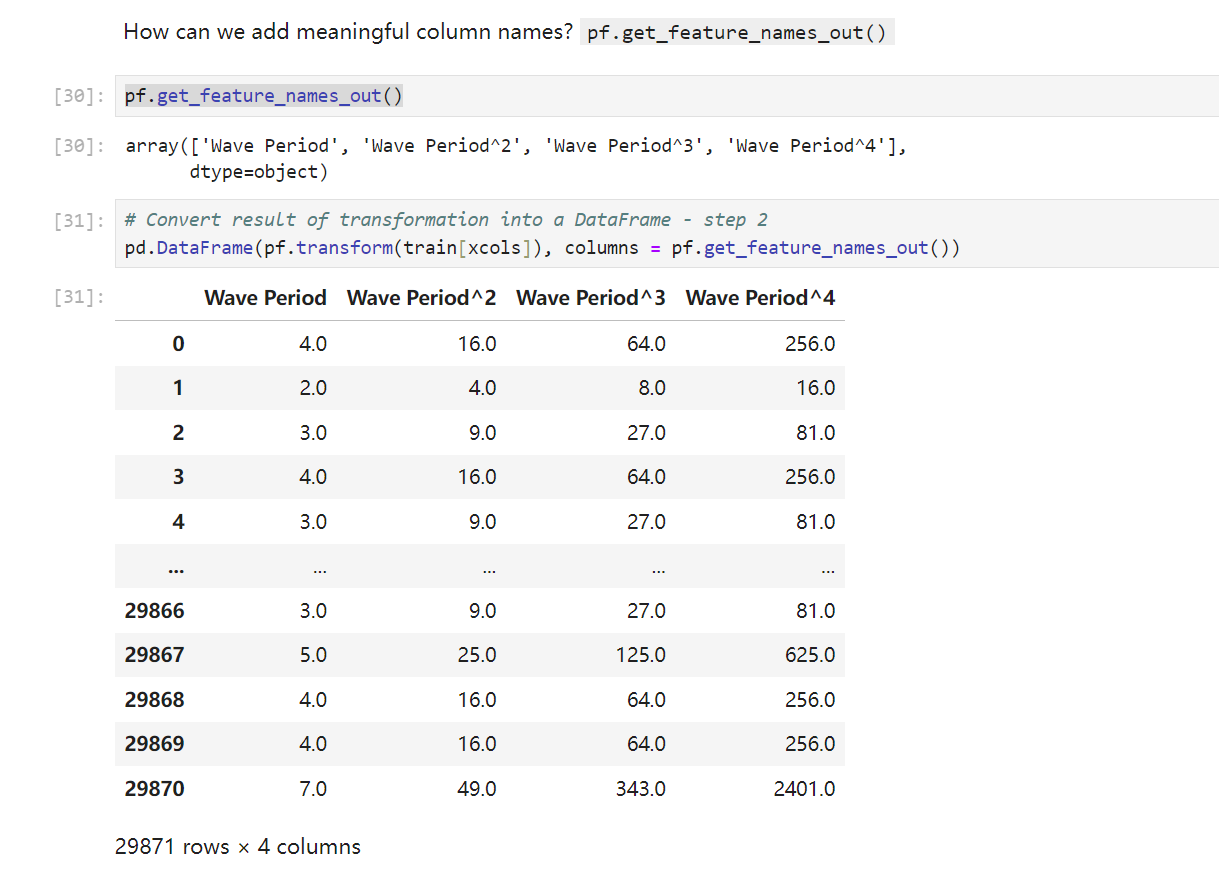 How can we add meaningful column names? pf.get_feature_names_out()
[30]: pf.get_feature_names_out()
[30]: array(['Wave Period', 'Wave Period^2', 'Wave Period^3', 'Wave Period^4'],
dtype=object)
[31]: # Convert result of transformation into a DataFrame - step 2
pd.DataFrame(pf.transform(train[xcols]), columns = pf.get_feature_names_out())
[31]: Wave Period Wave Period^2 Wave Period^3 Wave Period^4
0 4.0 16.0 64.0 256.0
1 2.0 4.0 8.0 16.0
2 3.0 9.0 27.0 81.0
3 4.0 16.0 64.0 256.0
4 3.0 9.0 27.0 81.0
... ... ... ... ...
29866 3.0 9.0 27.0 81.0
29867 5.0 25.0 125.0 625.0
29868 4.0 16.0 64.0 256.0
29869 4.0 16.0 64.0 256.0
29870 7.0 49.0 343.0 2401.0
29871 rows × 4 columns